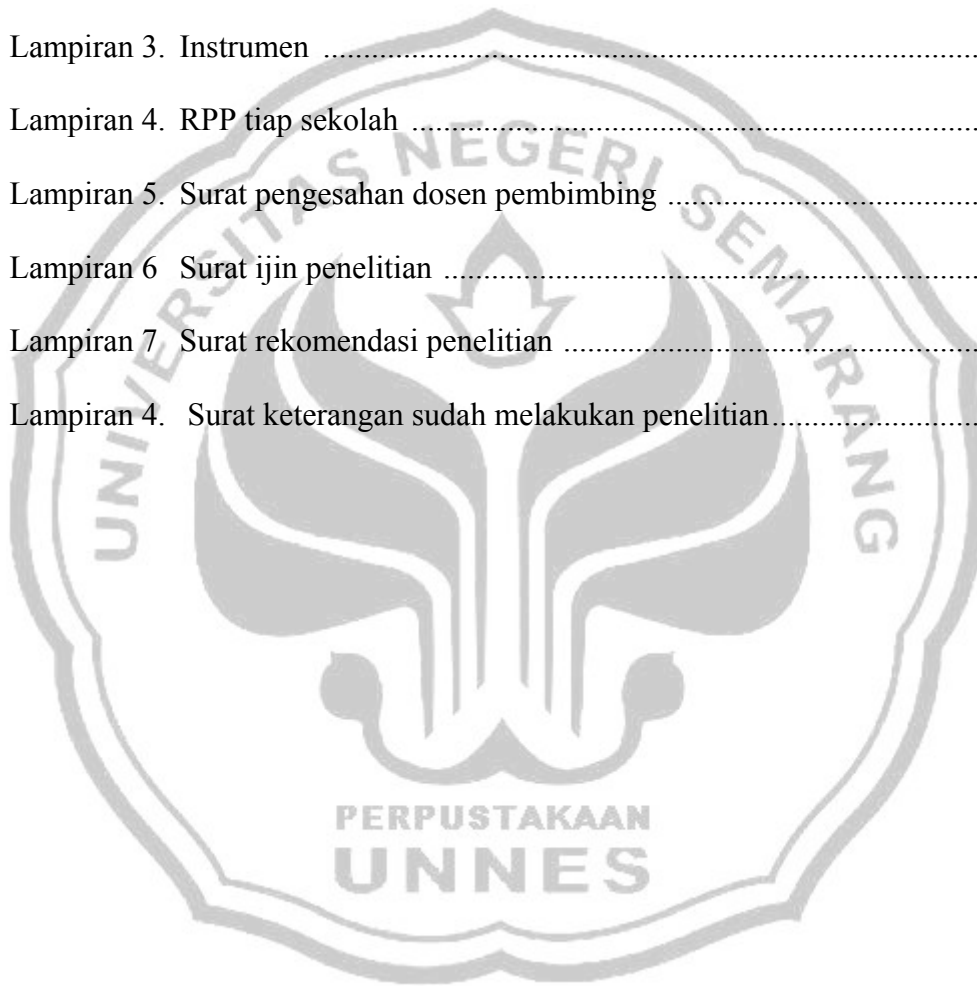 Lampiran 3. Instrumen ........................................................................................
Lampiran 4. RPP tiap sekolah ............................................................................
Lampiran 5. Surat pengesahan dosen pembimbing ..........................................
Lampiran 6 Surat ijin penelitian ........................................................................
Lampiran 7 Surat rekomendasi penelitian ........................................................
Lampiran 4. Surat keterangan sudah melakukan penelitian.............................
UNIVERSITAS NEGERI SEMARANG
PERPUSTAKAAN
UNNES